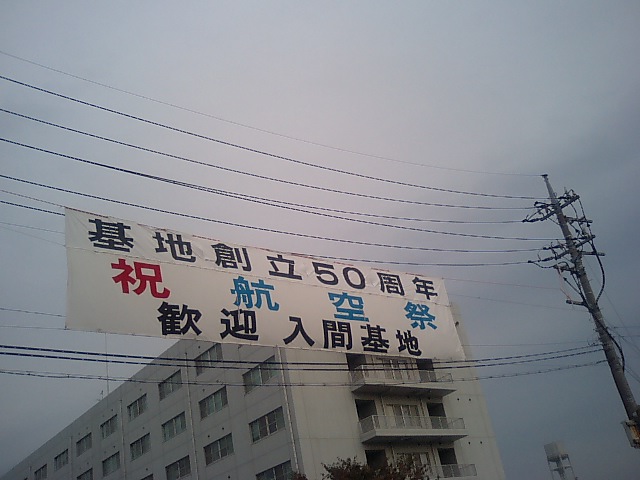 基地創立50周年
祝 航空祭
歓迎 入間基地